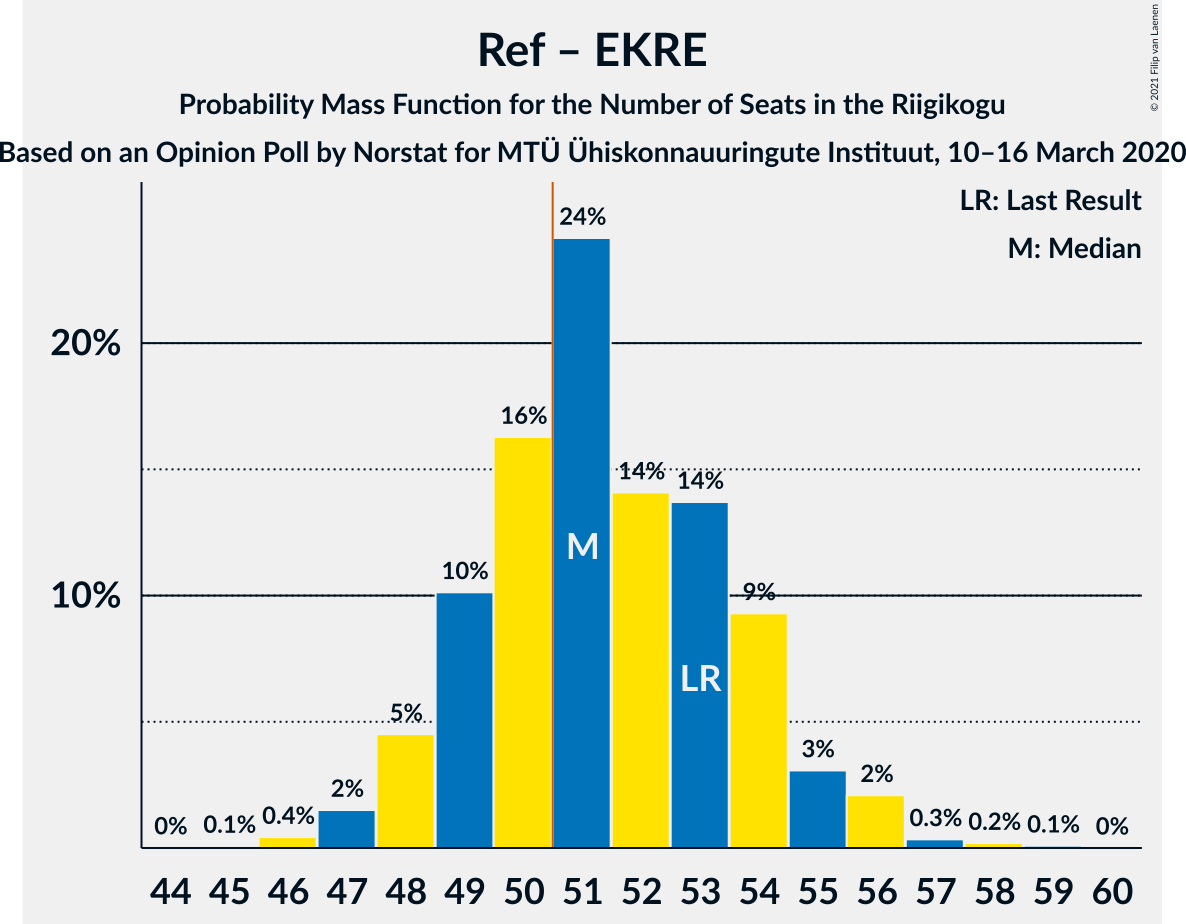 Ref – EKRE
Probability Mass Function for the Number of Seats in the Riigikogu
Based on an Opinion Poll by Norstat for MTÜ Ühiskonnauuringute Instituut, 10–16 March 2020
© 2021 Filip van Laenen
LR: Last Result
M: Median
24%
20%
16%
14%
14%
M
10%
10%
9%
LR
5%
3%
2%
2%
0%
0.1%
0.4%
0.3%
0.2%
0.1%
0%
44 45 46 47 48 49 50 51 52 53 54 55 56 57 58 59 60